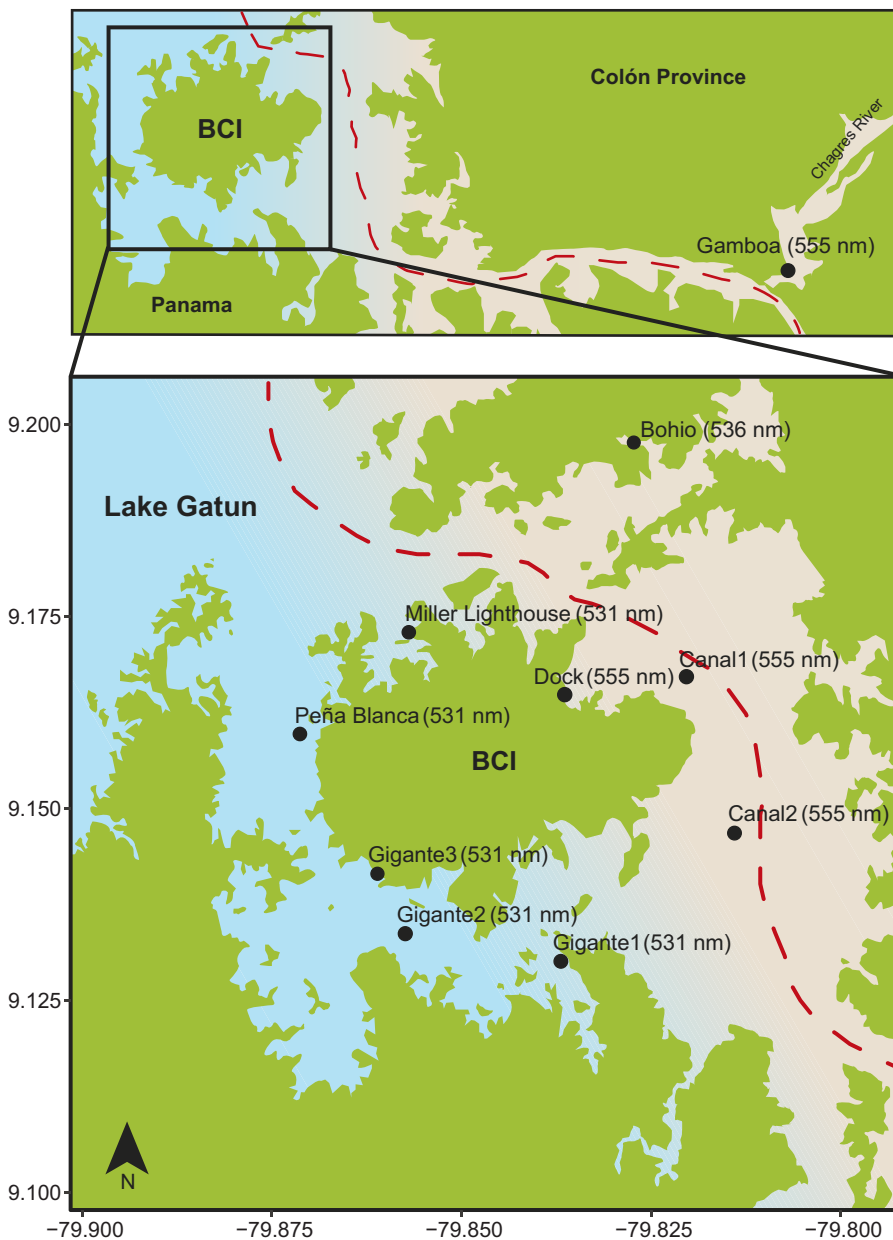 Colón Province
BCI
Chagres River
Gamboa (555 nm)
Panama
9.200
Bohio (536 nm)
Lake Gatun
9.175
Miller Lighthouse (531 nm)
Canal1 (555 nm)
Dock (555 nm)
Peña Blanca (531 nm)
BCI
9.150
Canal2 (555 nm)
Gigante3 (531 nm)
Gigante2 (531 nm)
Gigante1 (531 nm)
9.125
N
9.100
−79.900 −79.875 −79.850 −79.825 −79.800